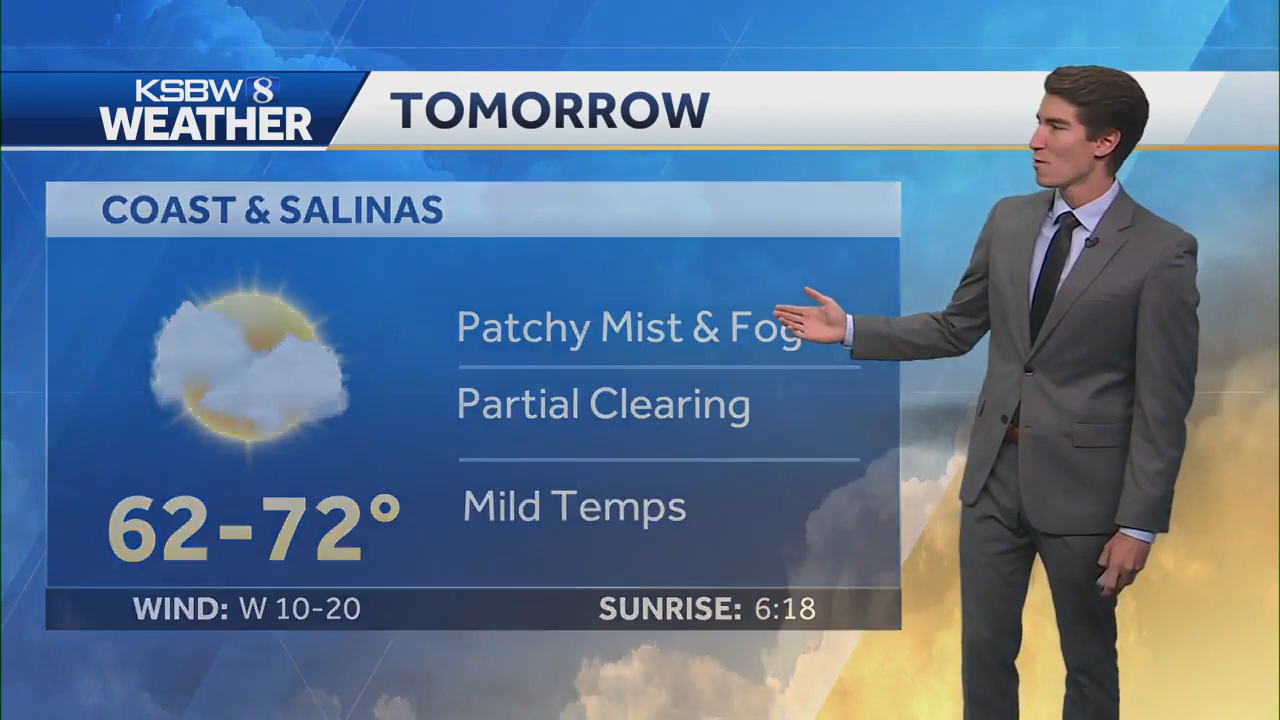 KSBW 8
WEATHER
TOMORROW
COAST & SALINAS
Patchy Mist & Fog
Partial Clearing
62-72°
Mild Temps
WIND: W 10-20
SUNRISE: 6:18